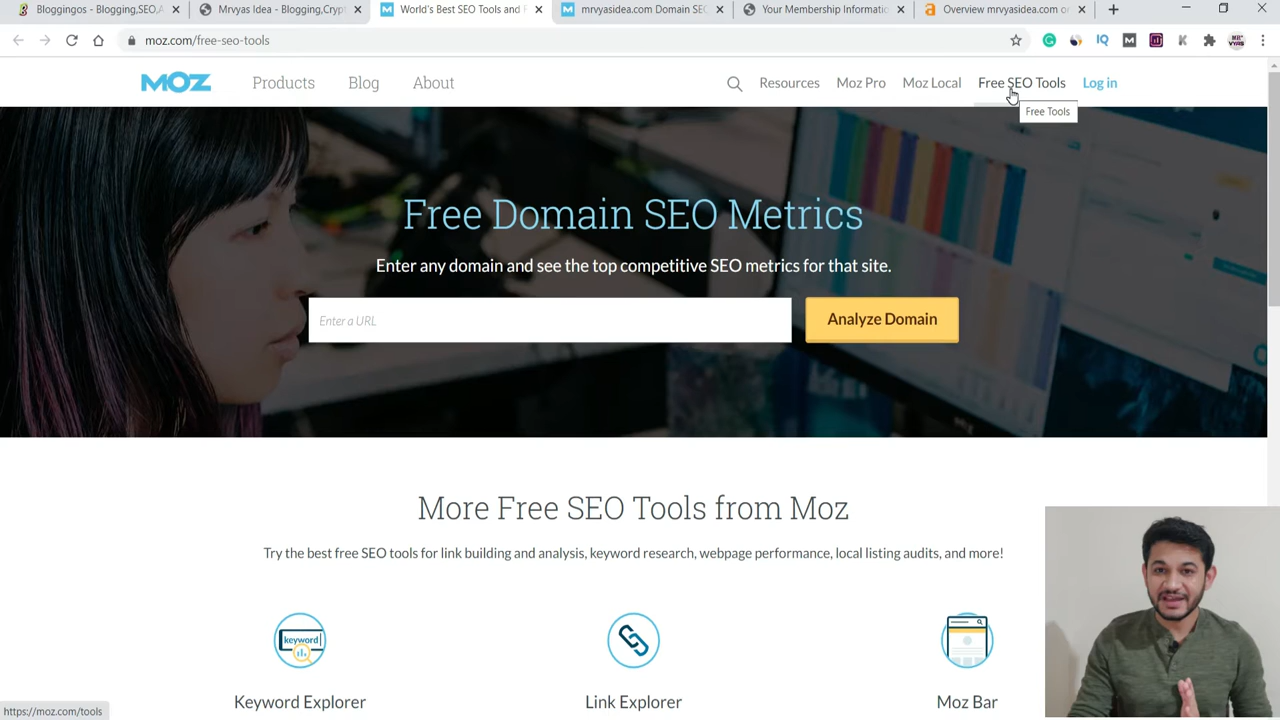 Bloggingos - Blogging,SEO,A
Mrvyas Idea - Blogging,Cryp
World's Best SEO Tools and F
mrvyasidea.com Domain SEO
Your Membership Informatio
Overview mrvyasidea.com or
moz.com/free-seo-tools
MOZ
Products
Blog
About
Resources
Moz Pro
Moz Local
Free SEO Tools
Log in
Free Tools
Free Domain SEO Metrics
Enter any domain and see the top competitive SEO metrics for that site.
Enter a URL
Analyze Domain
More Free SEO Tools from Moz
Try the best free SEO tools for link building and analysis, keyword research, webpage performance, local listing audits, and more!
keyword
Keyword Explorer
Link Explorer
Moz Bar
https://moz.com/tools